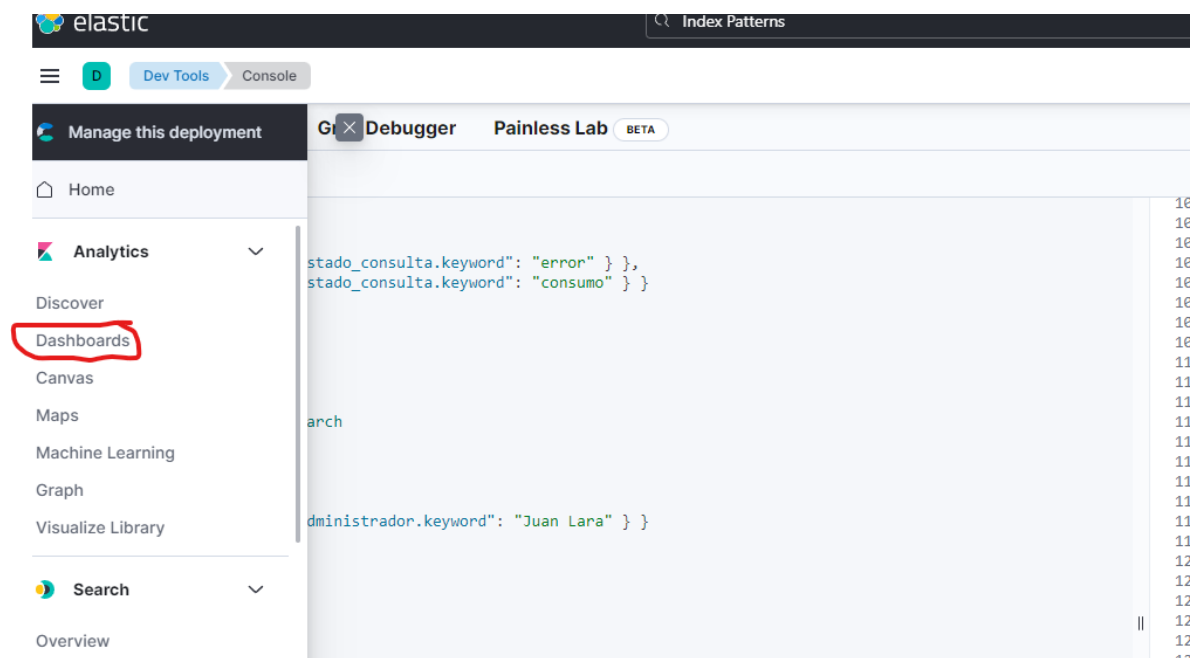 elastic
Index Patterns
D
Dev Tools
Console
Manage this deployment
Debugger
Painless Lab
BETA
Home
Analytics
Discover
Dashboards
Canvas
Maps
Machine Learning
Graph
Visualize Library
Search
Overview
stado_consulta.keyword": "error" } },
stado_consulta.keyword": "consumo" } }
arch
dministrador.keyword": "Juan Lara" } }